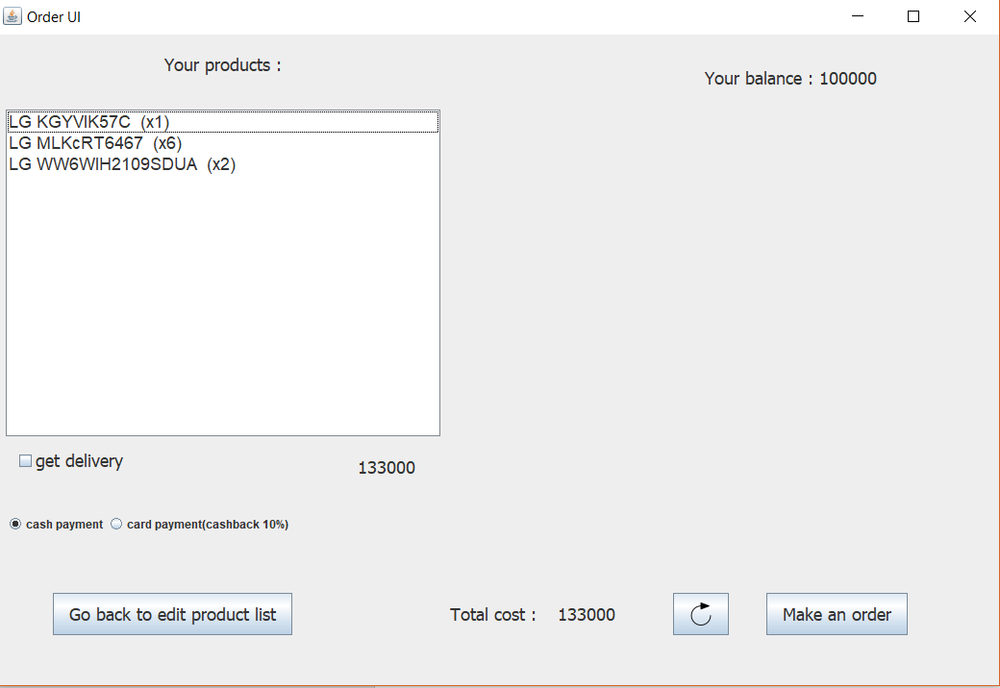 Order UI
Your products :
Your balance : 100000
LG KGYVIK57C (x1)
LG MLKcRT6467 (x6)
LG WW6WIH2109SDUA (x2)
get delivery
133000
cash payment card payment(cashback 10%)
Go back to edit product list
Total cost : 133000
Make an order